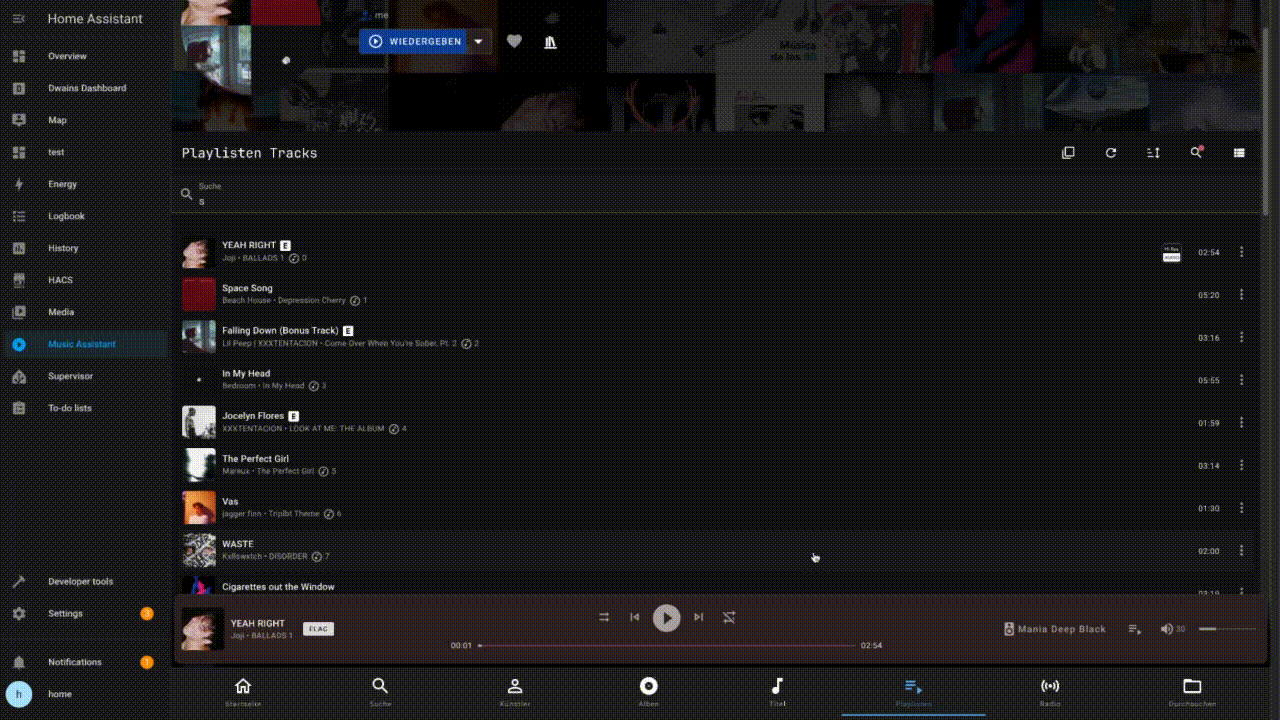 Home Assistant
Overview
Dwains Dashboard
Map
test
Energy
Logbook
History
HACS
Media
Music Assistant
Supervisor
To-do lists
Developer tools
Settings
3
Notifications
1
h
home
me
WIEDERGEBEN
Playlisten Tracks
Suche
s
YEAH RIGHT E
Joji • BALLADS 1 0
02:54
Space Song
Beach House • Depression Cherry 1
05:20
Falling Down (Bonus Track) E
Lil Peep | XXXTENTACION • Come Over When You're Sober, Pt. 2 2
03:16
In My Head
Bedroom • In My Head 3
05:55
Jocelyn Flores E
XXXTENTACION • LOOK AT ME: THE ALBUM 4
01:59
The Perfect Girl
Mareux • The Perfect Girl 5
03:14
Vas
jagger finn • Triplbt Theme 6
01:30
WASTE
Kxllswxtch • DISORDER 7
02:00
Cigarettes out the Window
03:19
YEAH RIGHT
Joji • BALLADS 1
FLAC
00:01
02:54
Mania Deep Black
30
Startseite
Suche
Künstler
Alben
Titel
Playlisten
Radio
Durchsuchen